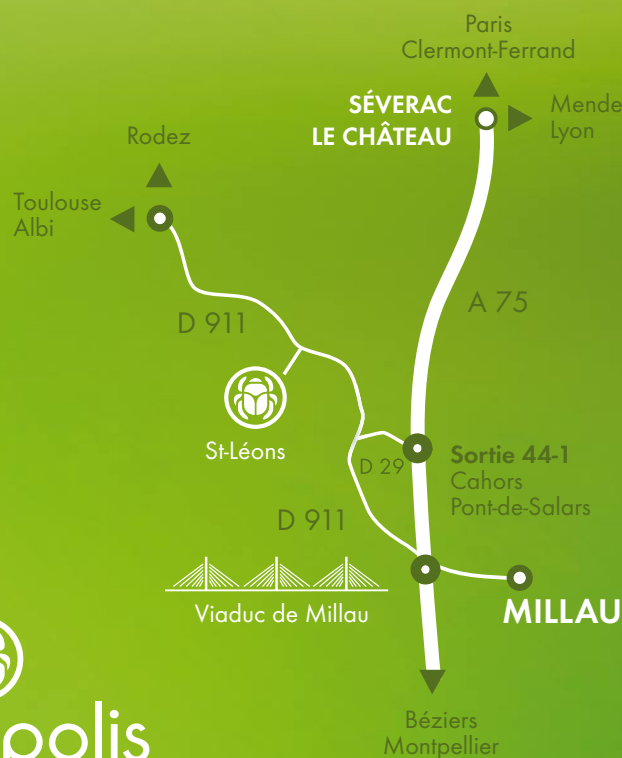 Paris
Clermont-Ferrand
SÉVERAC
LE CHÂTEAU
Mende
Lyon
Rodez
Toulouse
Albi
A 75
D 911
St-Léons
D 29
Sortie 44-1
Cahors
Pont-de-Salars
D 911
Viaduc de Millau
MILLAU
polis
Béziers
Montpellier